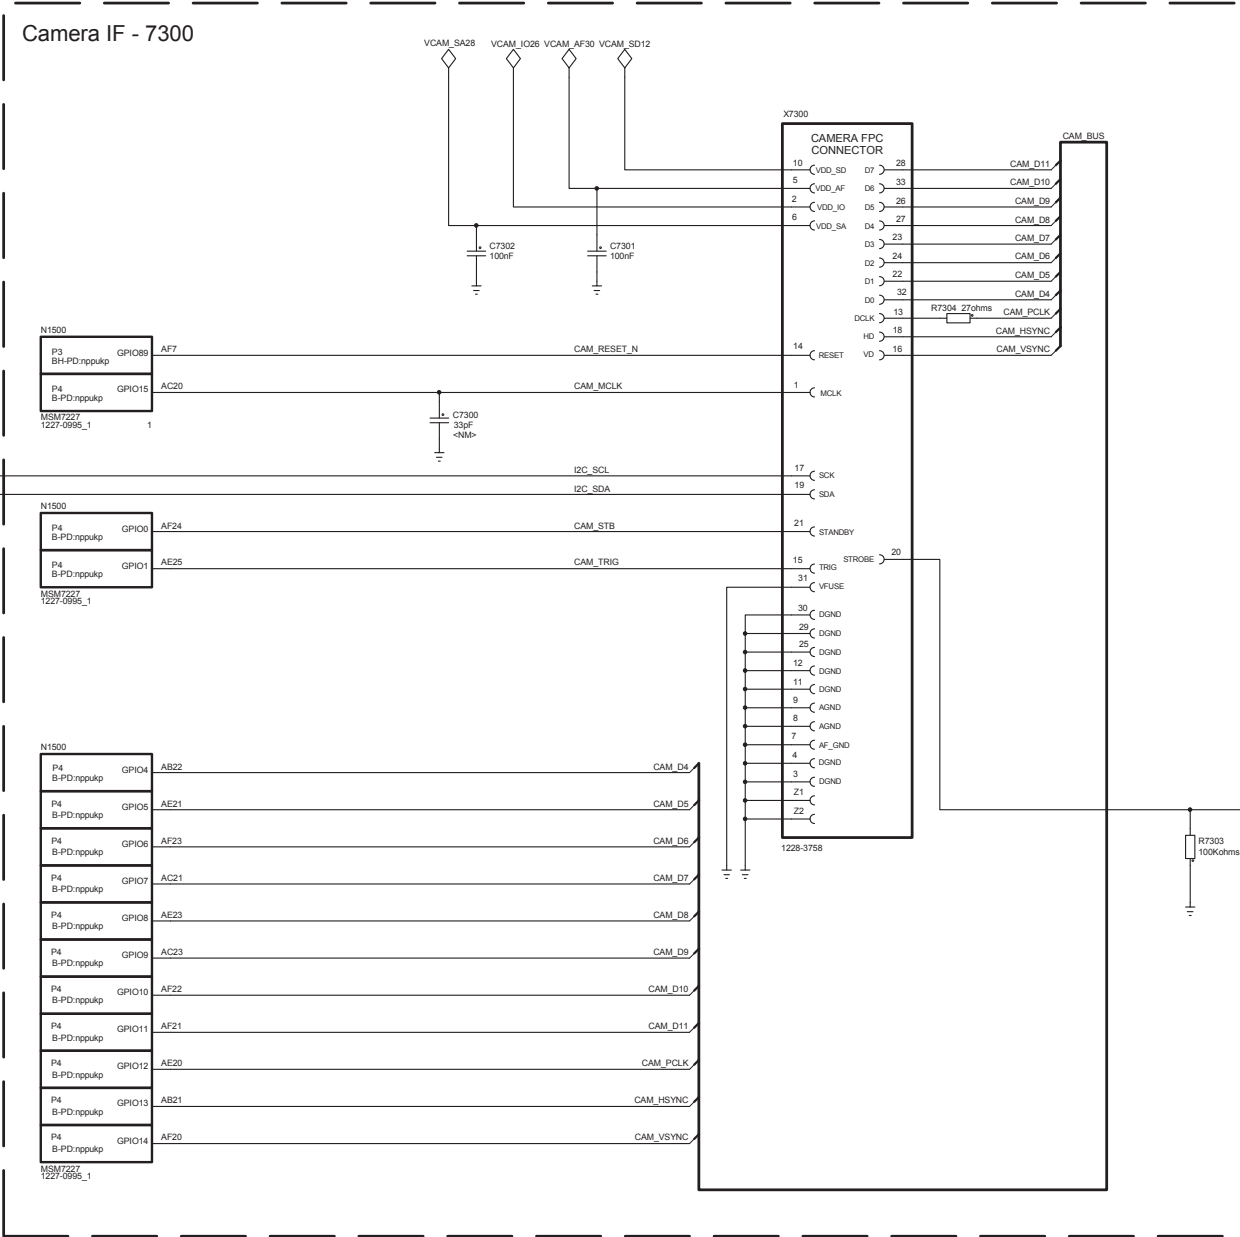 Camera IF - 7300
VCAM_SA28
VCAM_IO26
VCAM_AF30
VCAM_SD12
X7300
CAMERA FPC
CONNECTOR
CAM_BUS
10 VDD_SD D7 28 CAM_D11
5 VDD_AF D6 33 CAM_D10
2 VDD_IO D5 26 CAM_D9
6 VDD_SA D4 27 CAM_D8
D3 23 CAM_D7
D2 24 CAM_D6
D1 22 CAM_D5
D0 32 CAM_D4
DCLK 13 R7304 27ohms CAM_PCLK
HD 18 CAM_HSYNC
VD 16 CAM_VSYNC
C7302
100nF
C7301
100nF
N1500
P3 GPIO89 AF7 CAM_RESET_N 14 RESET
BH-PD:nppukp
P4 GPIO15 AC20 CAM_MCLK 1 MCLK
B-PD:nppukp
MSM7227
1227-0995_1 1
C7300
33pF
<NM>
I2C_SCL 17 SCK
I2C_SDA 19 SDA
N1500
P4 GPIO0 AF24 CAM_STB 21 STANDBY
B-PD:nppukp
P4 GPIO1 AE25 CAM_TRIG 15 TRIG
B-PD:nppukp
MSM7227
1227-0995_1
STROBE 20
31 VFUSE
30 DGND
29 DGND
25 DGND
12 DGND
11 DGND
9 AGND
8 AGND
7 AF_GND
4 DGND
3 DGND
Z1
Z2
1228-3758
R7303
100Kohms
N1500
P4 GPIO4 AB22 CAM_D4
B-PD:nppukp
P4 GPIO5 AE21 CAM_D5
B-PD:nppukp
P4 GPIO6 AF23 CAM_D6
B-PD:nppukp
P4 GPIO7 AC21 CAM_D7
B-PD:nppukp
P4 GPIO8 AE23 CAM_D8
B-PD:nppukp
P4 GPIO9 AC23 CAM_D9
B-PD:nppukp
P4 GPIO10 AF22 CAM_D10
B-PD:nppukp
P4 GPIO11 AF21 CAM_D11
B-PD:nppukp
P4 GPIO12 AE20 CAM_PCLK
B-PD:nppukp
P4 GPIO13 AB21 CAM_HSYNC
B-PD:nppukp
P4 GPIO14 AF20 CAM_VSYNC
B-PD:nppukp
MSM7227
1227-0995_1